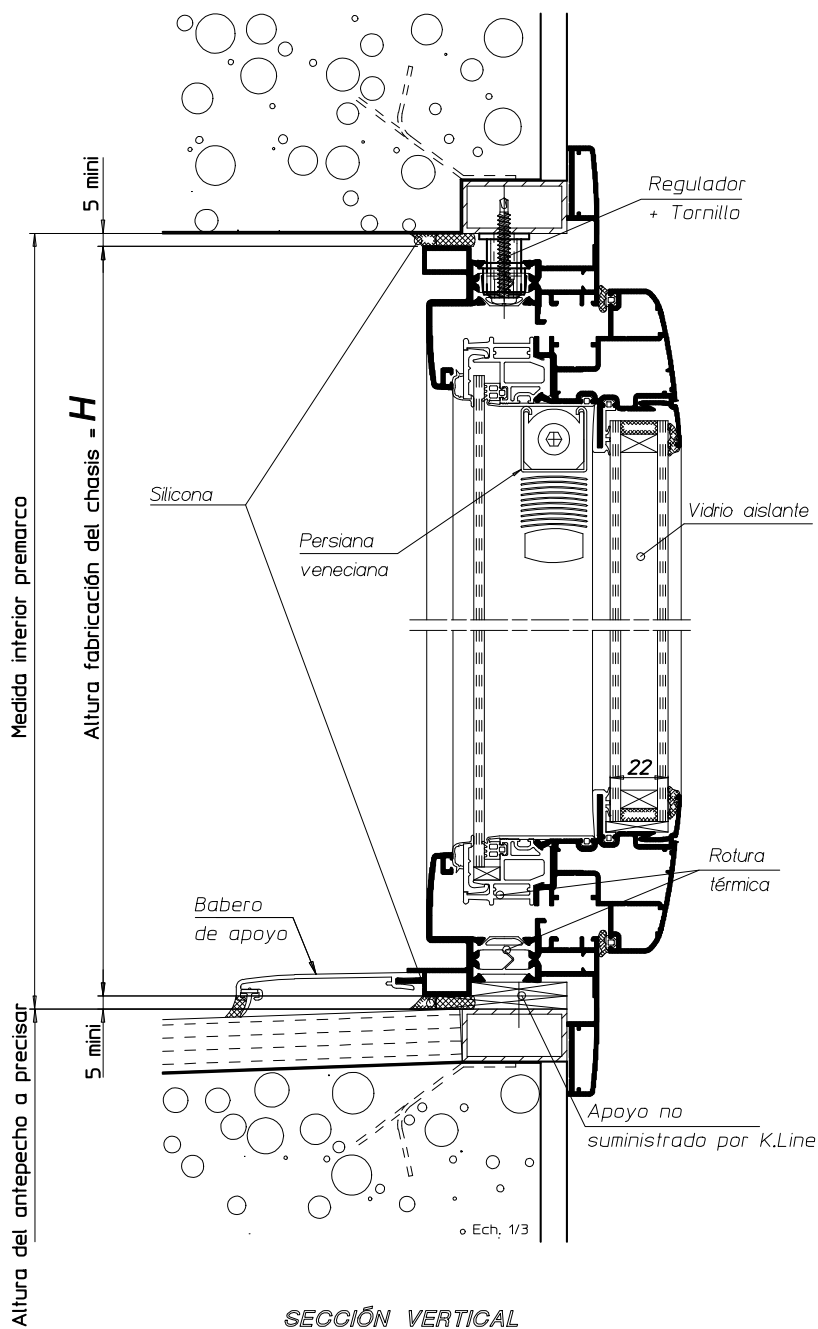 5 mini
Regulador
+ Tornillo
Medida interior premarco
Altura fabricación del chasis = H
Silicona
Persiana
veneciana
Vidrio aislante
22
Rotura
térmica
Babero
de apoyo
5 mini
Altura del antepecho a precisar
Apoyo no
suministrado por K.Line
Ech. 1/3
SECCIÓN VERTICAL